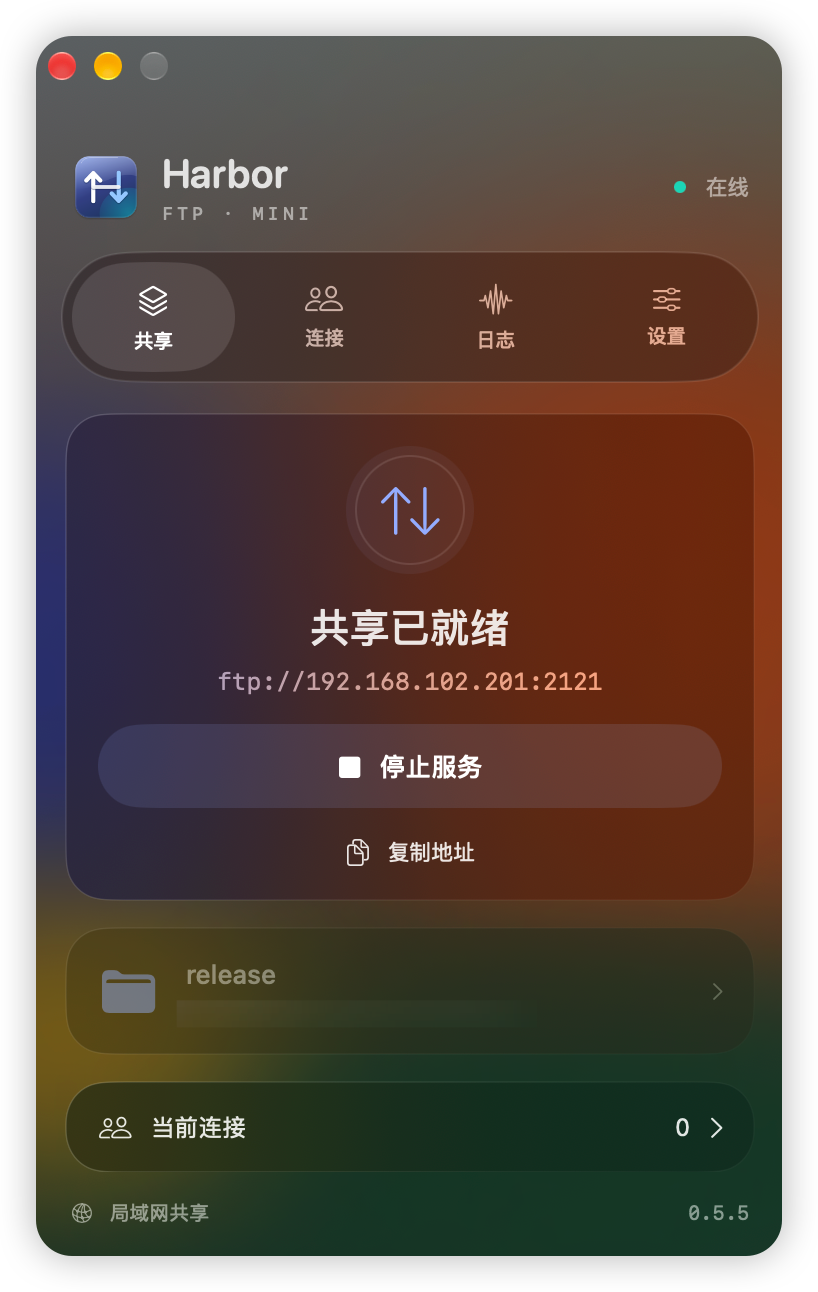 Harbor
FTP · MINI
在线
共享
连接
日志
设置
共享已就绪
ftp://192.168.102.201:2121
停止服务
复制地址
release
当前连接
0
局域网共享
0.5.5